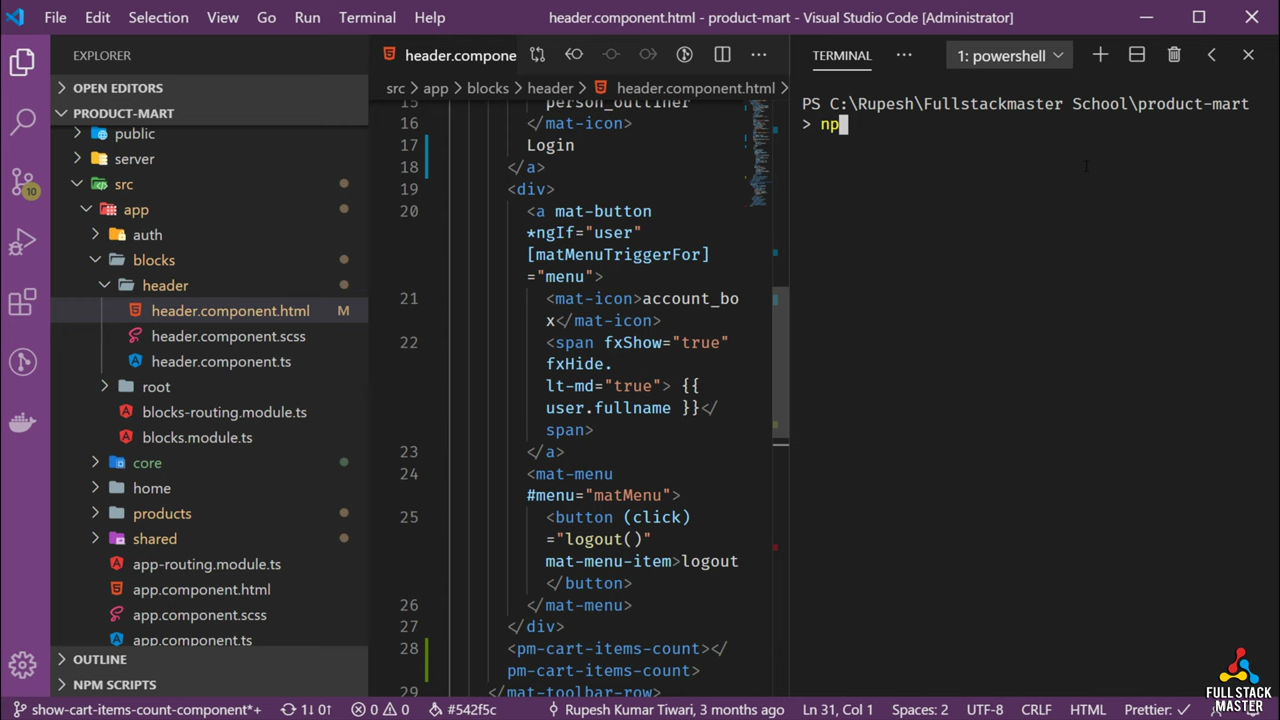 File Edit Selection View Go Run Terminal Help
header.component.html - product-mart - Visual Studio Code [Administrator]
EXPLORER
OPEN EDITORS
PRODUCT-MART
public
server
src
app
auth
blocks
header
header.component.html M
header.component.scss
header.component.ts
root
blocks-routing.module.ts
blocks.module.ts
core
home
products
shared
app-routing.module.ts
app.component.html
app.component.scss
app.component.ts
OUTLINE
NPM SCRIPTS
10
header.compone
src app blocks header header.component.html
15 person_outliner
16 </mat-icon>
17 Login
18 </a>
19 <div>
20 <a mat-button
*ngIf="user"
[matMenuTriggerFor]
="menu">
21 <mat-icon>account_bo
x</mat-icon>
22 <span fxShow="true"
fxHide.
lt-md="true"> {{
user.fullname }}</
span>
23 </a>
24 <mat-menu
#menu="matMenu">
25 <button (click)
="logout()"
mat-menu-item>logout
</button>
26 </mat-menu>
27 </div>
28 <pm-cart-items-count></
pm-cart-items-count>
29 </mat-toolbar-row>
TERMINAL ... 1: powershell
PS C:\Rupesh\Fullstackmaster School\product-mart
> np
FULL STACK
MASTER
show-cart-items-count-component*+ 1↓ 0↑ 0 0 #542f5c Rupesh Kumar Tiwari, 3 months ago Ln 31, Col 1 Spaces: 2 UTF-8 CRLF HTML Prettier: ✓